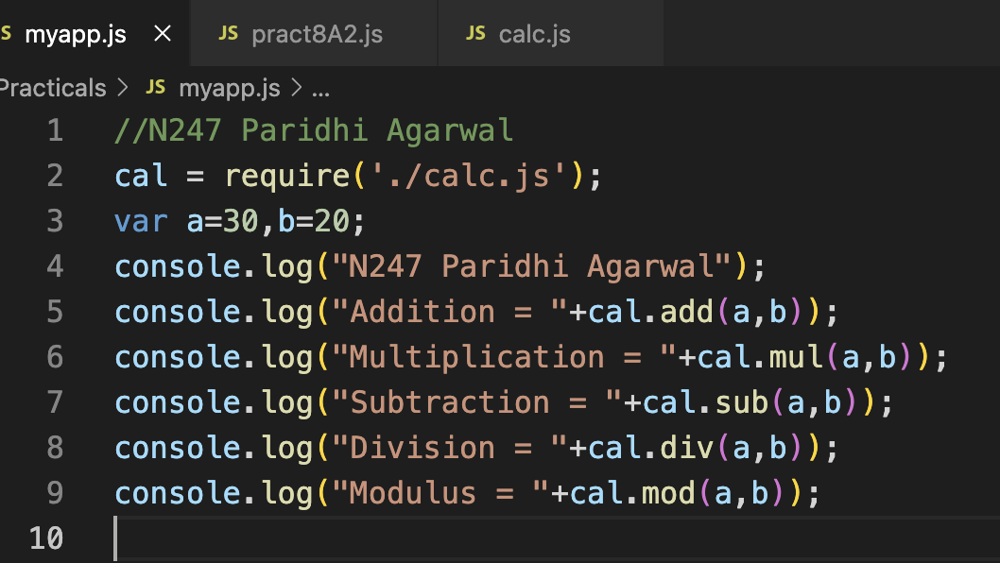 S myapp.js × JS pract8A2.js JS calc.js
Practicals > JS myapp.js > ...
1 //N247 Paridhi Agarwal
2 cal = require('./calc.js');
3 var a=30,b=20;
4 console.log("N247 Paridhi Agarwal");
5 console.log("Addition = "+cal.add(a,b));
6 console.log("Multiplication = "+cal.mul(a,b));
7 console.log("Subtraction = "+cal.sub(a,b));
8 console.log("Division = "+cal.div(a,b));
9 console.log("Modulus = "+cal.mod(a,b));
10